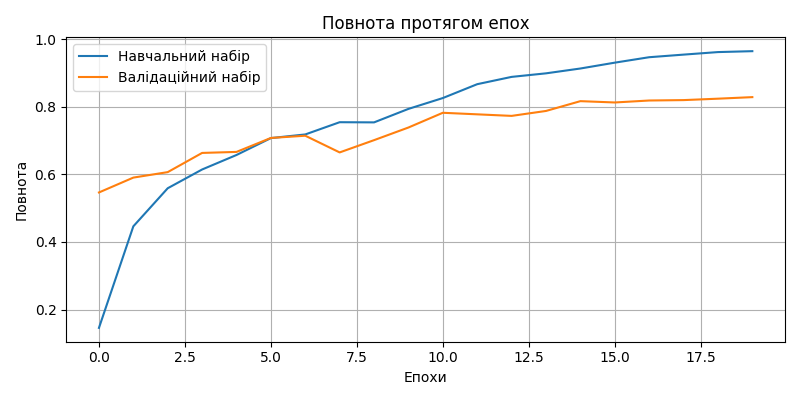 Повнота протягом епох
Навчальний набір
Валідаційний набір
1.0
0.8
0.6
0.4
0.2
Повнота
0.0 2.5 5.0 7.5 10.0 12.5 15.0 17.5
Епохи